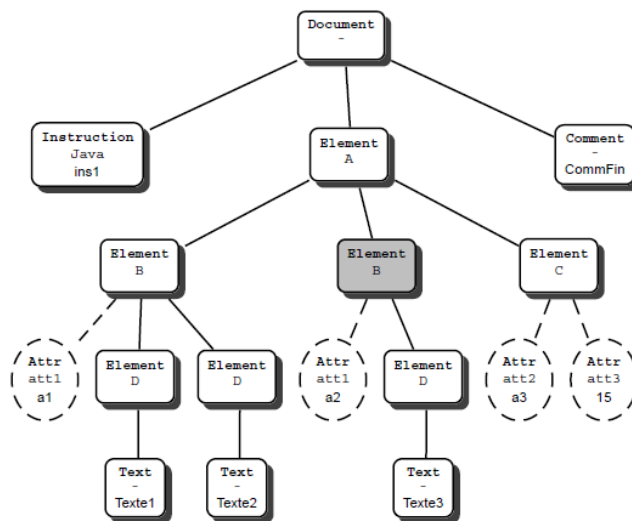 Document
-
Instruction
Java
ins1
Element
A
Comment
-
CommFin
Element
B
Element
B
Element
C
Attr
att1
a1
Element
D
Element
D
Attr
att1
a2
Element
D
Attr
att2
a3
Attr
att3
15
Text
-
Texte1
Text
-
Texte2
Text
-
Texte3